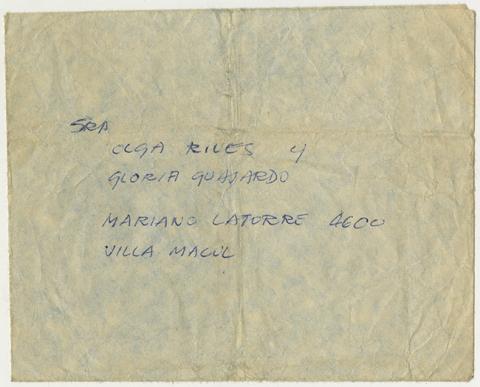 SRA
OLGA RILES y
GLORIA GUAJARDO
MARIANO LATORRE 4600
VILLA MACUL